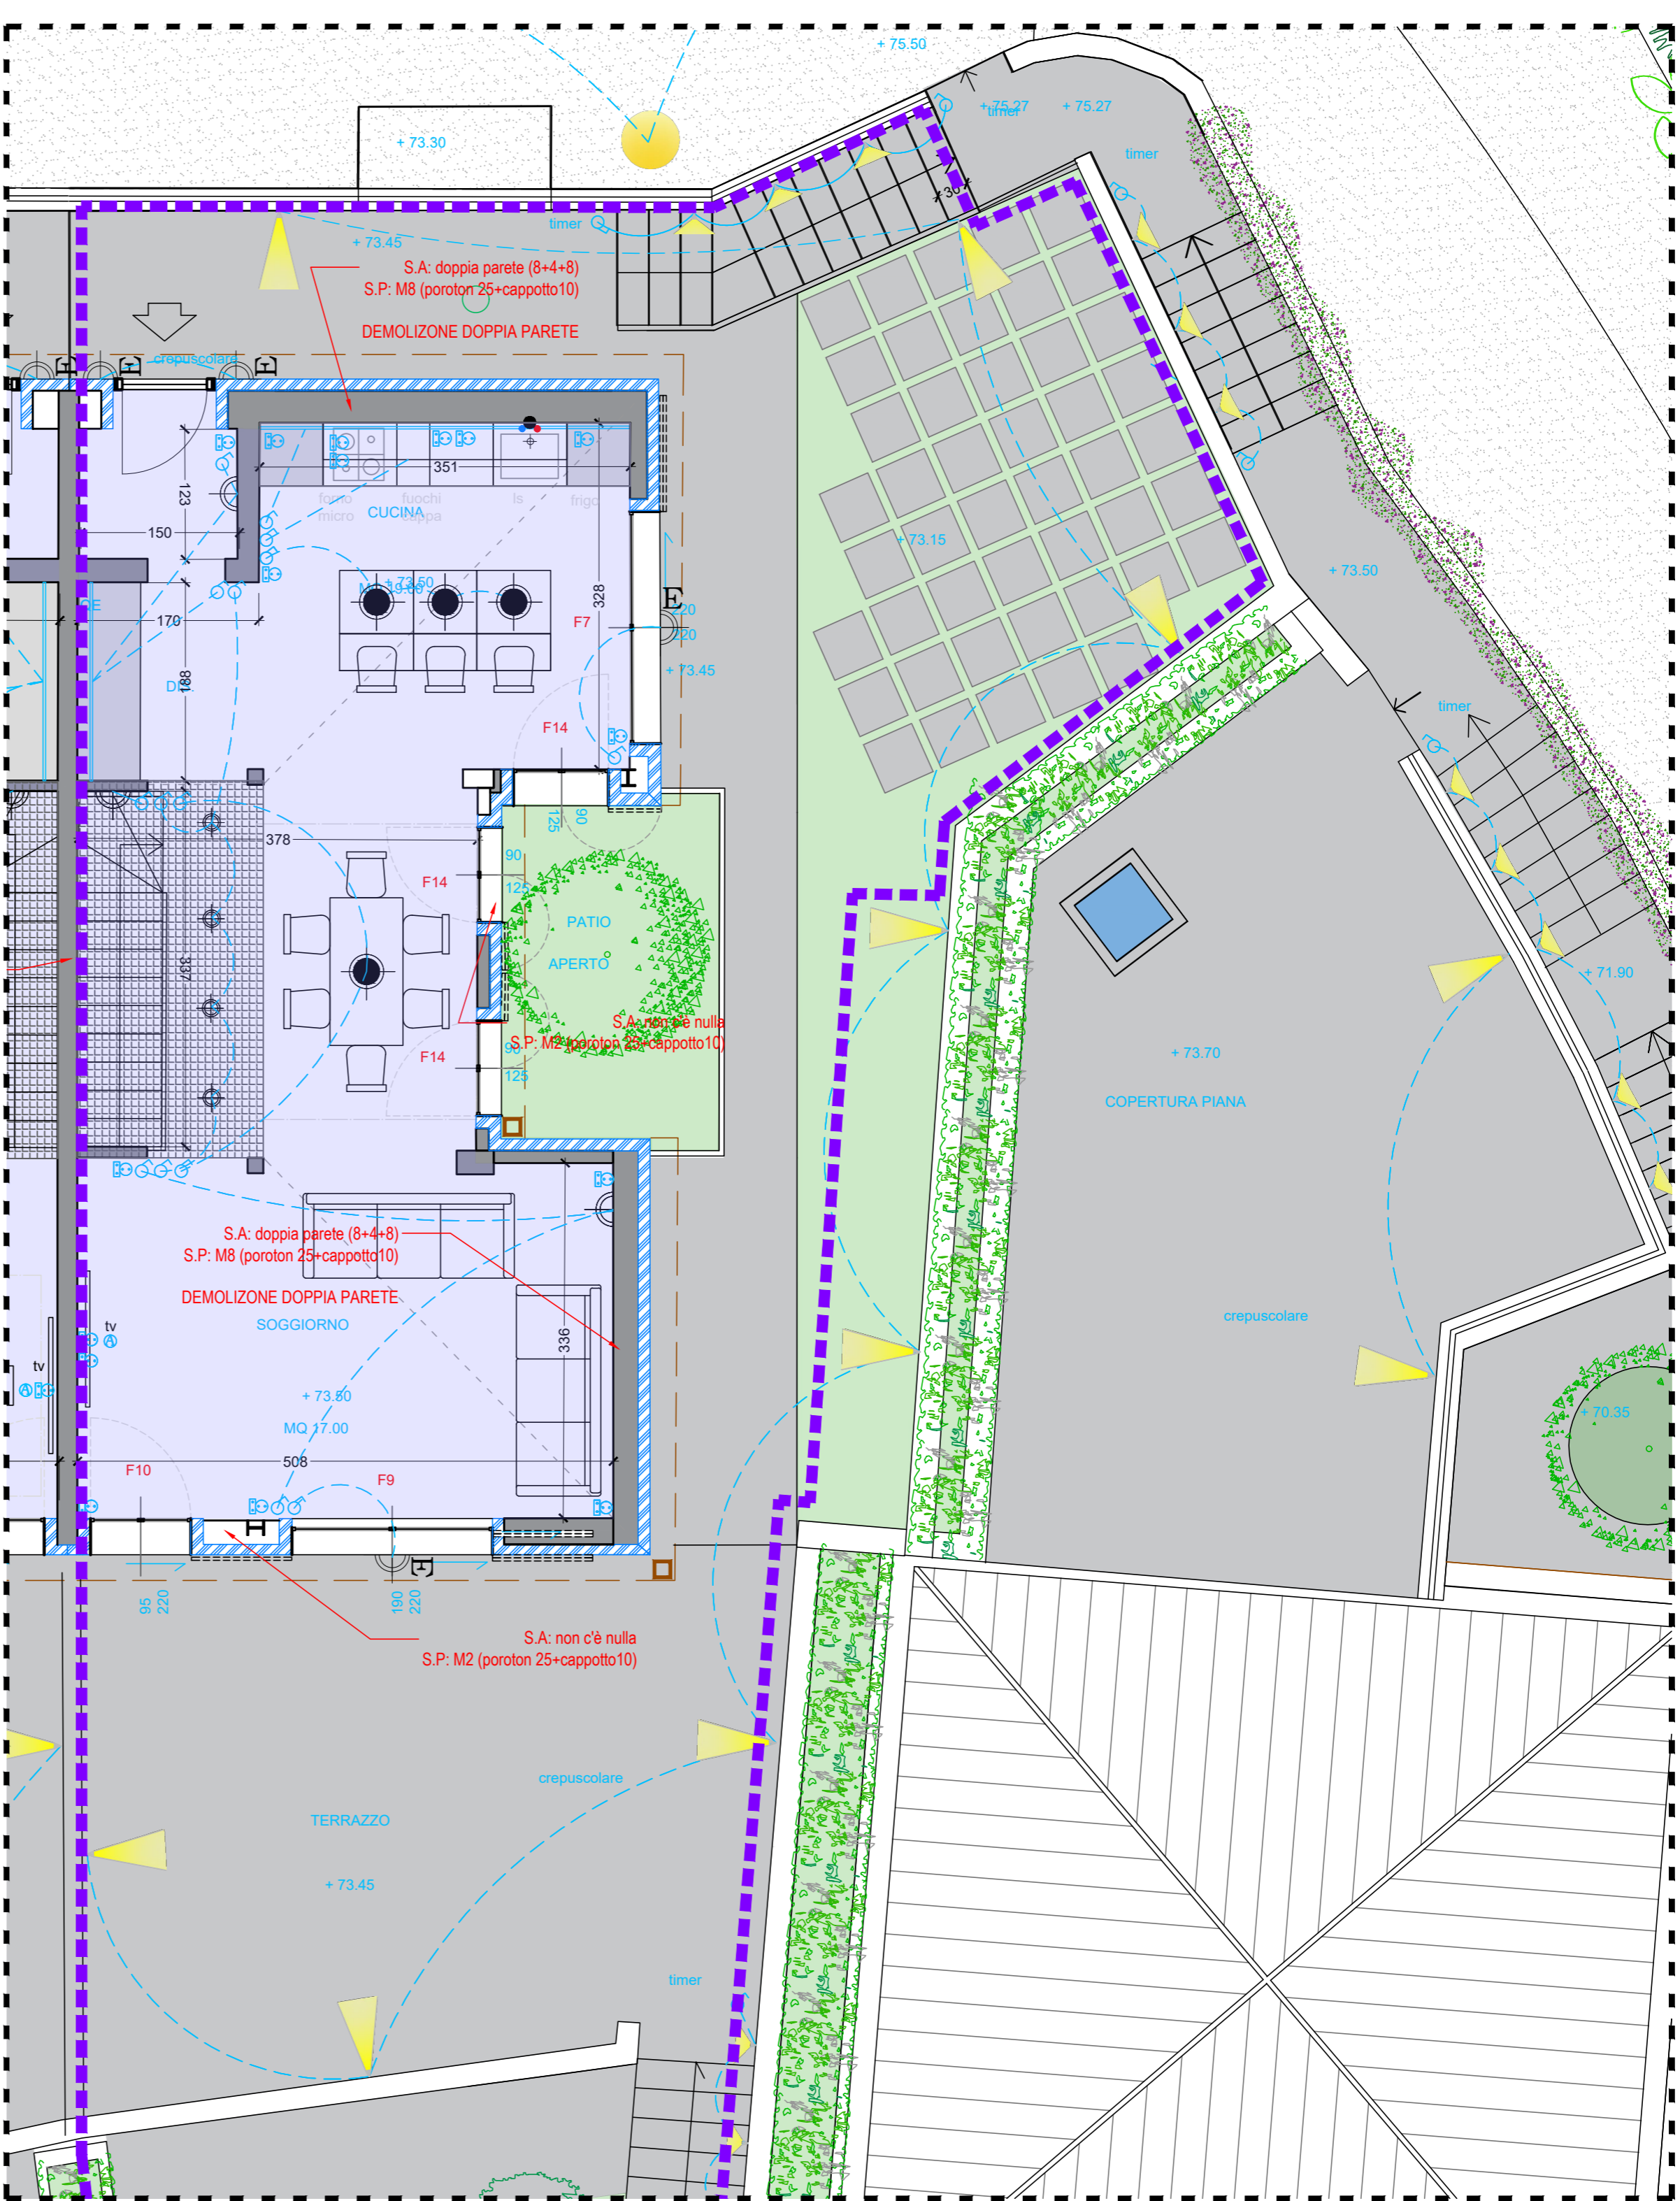 + 75.50
+ 75.27
timer
+ 75.27
+ 73.30
timer
30
timer
+ 73.45
S.A: doppia parete (8+4+8)
S.P: M8 (poroton 25+cappotto10)
DEMOLIZONE DOPPIA PARETE
E
E
crepuscolare
E
351
forno
micro
fuochi
cappa
ls
frigo
CUCINA
123
150
+ 73.15
+ 73.50
+ 73.50
328
E
170
F7
220
220
+ 73.45
188
F14
timer
90
125
378
90
125
F14
PATIO
APERTO
337
+ 71.90
S.A: non c'è nulla
S.P: M2 (poroton 25+cappotto10)
F14
90
125
+ 73.70
COPERTURA PIANA
S.A: doppia parete (8+4+8)
S.P: M8 (poroton 25+cappotto10)
DEMOLIZONE DOPPIA PARETE
SOGGIORNO
tv
A
tv
A
336
crepuscolare
+ 73.50
MQ 17.00
+ 70.35
508
F10
F9
E
95
220
190
220
S.A: non c'è nulla
S.P: M2 (poroton 25+cappotto10)
crepuscolare
TERRAZZO
+ 73.45
timer